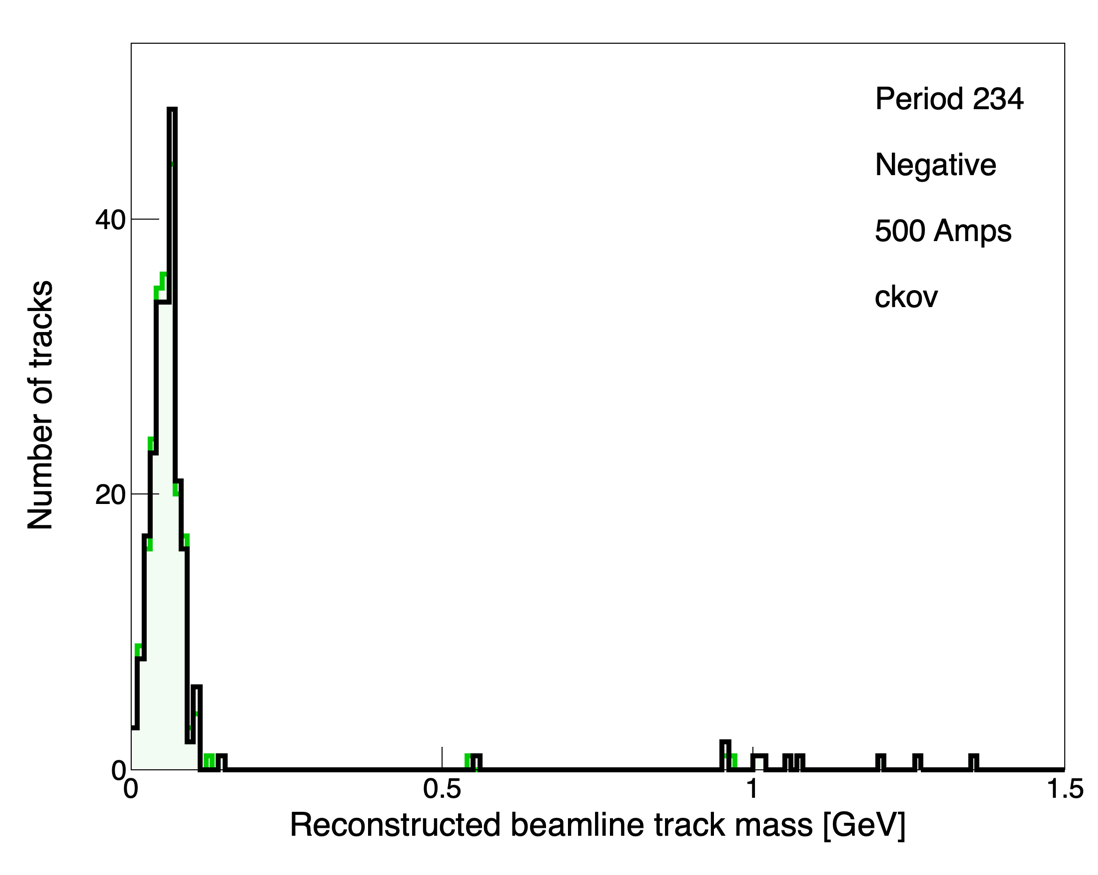 Period 234
Negative
500 Amps
ckov
Number of tracks
40
20
0
0 0.5 1 1.5
Reconstructed beamline track mass [GeV]